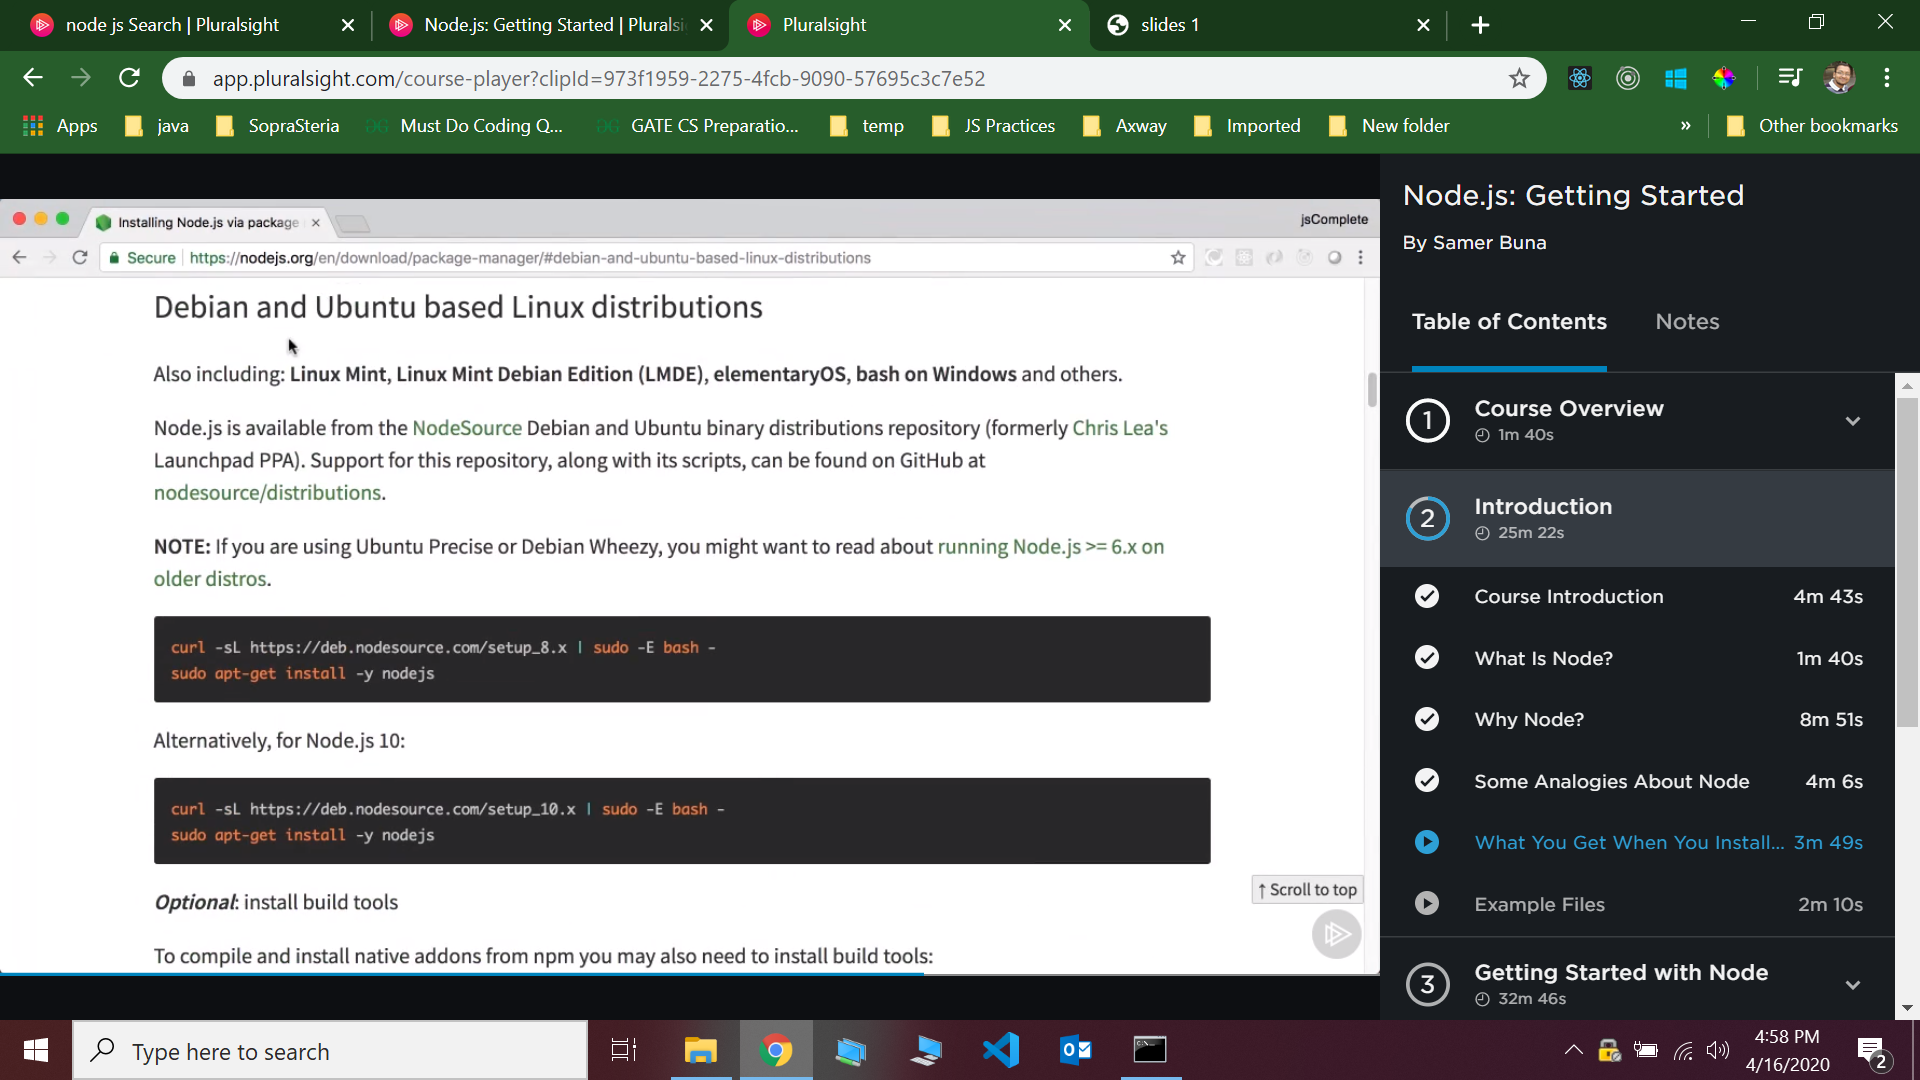 node js Search | Pluralsight
Node.js: Getting Started | Plurals
Pluralsight
slides 1
app.pluralsight.com/course-player?clipId=973f1959-2275-4fcb-9090-57695c3c7e52
Apps
java
SopraSteria
Must Do Coding Q...
GATE CS Preparatio...
temp
JS Practices
Axway
Imported
New folder
»
Other bookmarks
Installing Node.js via package
jsComplete
Secure
https://nodejs.org/en/download/package-manager/#debian-and-ubuntu-based-linux-distributions
Debian and Ubuntu based Linux distributions
Also including: Linux Mint, Linux Mint Debian Edition (LMDE), elementaryOS, bash on Windows and others.
Node.js is available from the NodeSource Debian and Ubuntu binary distributions repository (formerly Chris Lea's
Launchpad PPA). Support for this repository, along with its scripts, can be found on GitHub at
nodesource/distributions.
NOTE: If you are using Ubuntu Precise or Debian Wheezy, you might want to read about running Node.js >= 6.x on
older distros.
curl -sL https://deb.nodesource.com/setup_8.x | sudo -E bash -
sudo apt-get install -y nodejs
Alternatively, for Node.js 10:
curl -sL https://deb.nodesource.com/setup_10.x | sudo -E bash -
sudo apt-get install -y nodejs
Optional: install build tools
↑ Scroll to top
To compile and install native addons from npm you may also need to install build tools:
Node.js: Getting Started
By Samer Buna
Table of Contents
Notes
1
Course Overview
1m 40s
2
Introduction
25m 22s
Course Introduction
4m 43s
What Is Node?
1m 40s
Why Node?
8m 51s
Some Analogies About Node
4m 6s
What You Get When You Install...
3m 49s
Example Files
2m 10s
3
Getting Started with Node
32m 46s
Type here to search
4:58 PM
4/16/2020
2